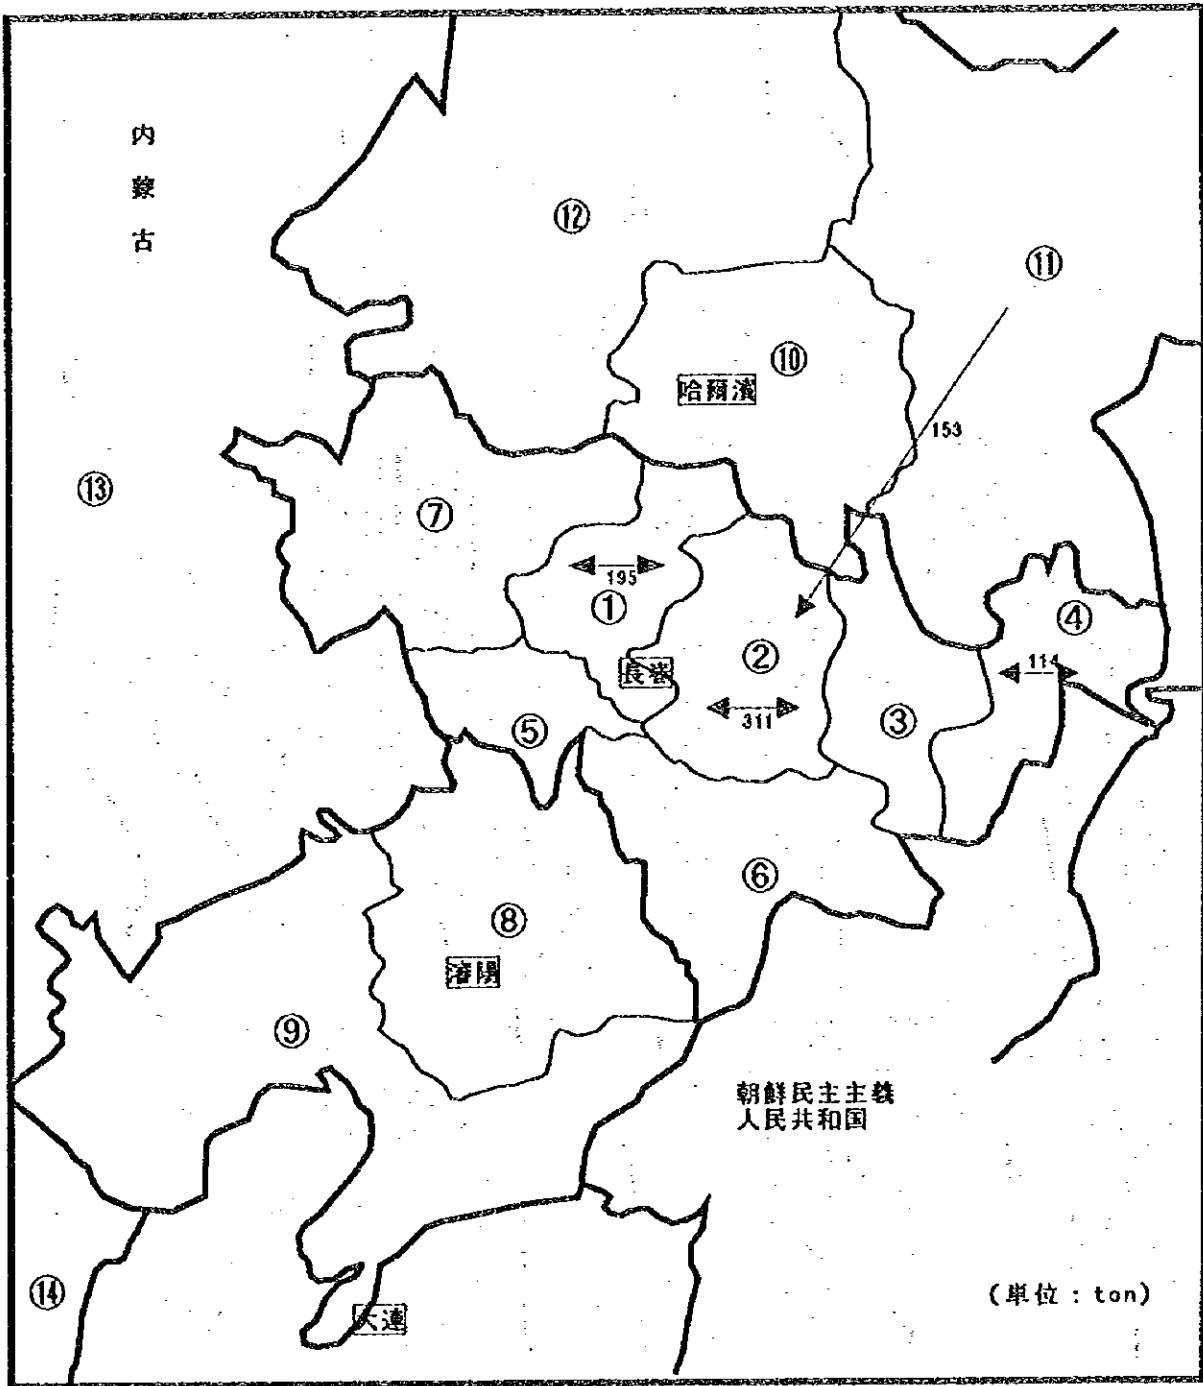 内
蒙
古
⑫
⑪
⑩
哈爾濱
153
⑬
⑦
195
①
④
②
長春
114
311
③
⑤
⑥
⑧
瀋陽
⑨
朝鮮民主主義
人民共和国
(単位：ton)
⑭
大連